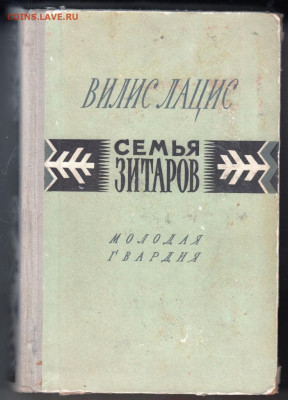 COINS.LAVE.RU
ВИЛИС ЛАЦИС
СЕМЬЯ
ЗИТАРОВ
МОЛОДАЯ
ГВАРДИЯ